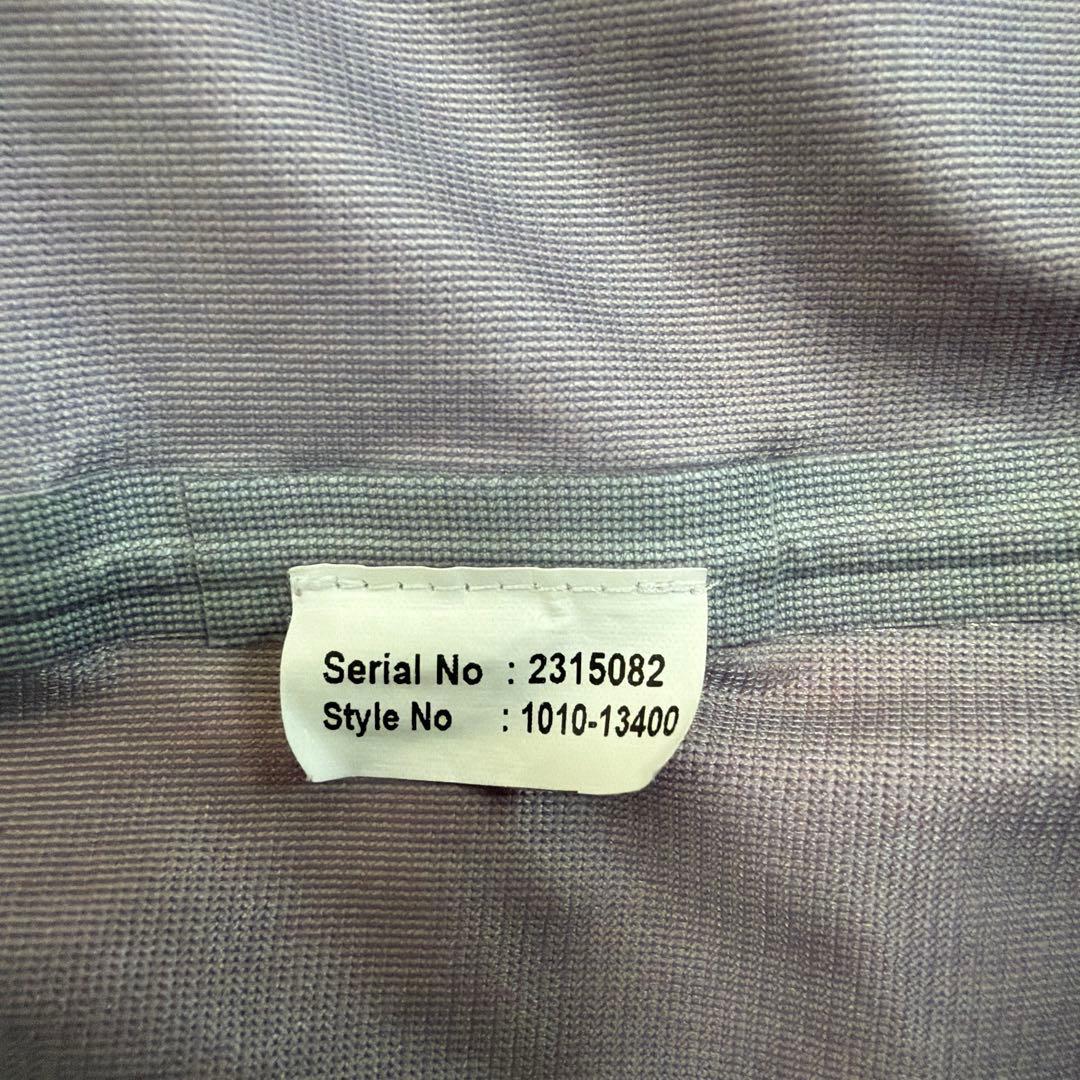 Serial No : 2315082
Style No : 1010-13400